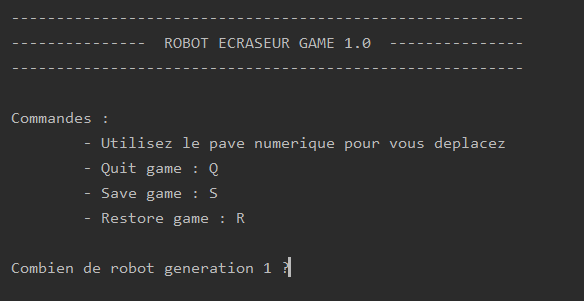 ---------------------------------------------------------
---------------  ROBOT ECRASEUR GAME 1.0  ---------------
---------------------------------------------------------
Commandes :
- Utilisez le pave numerique pour vous deplacez
- Quit game : Q
- Save game : S
- Restore game : R
Combien de robot generation 1 ?